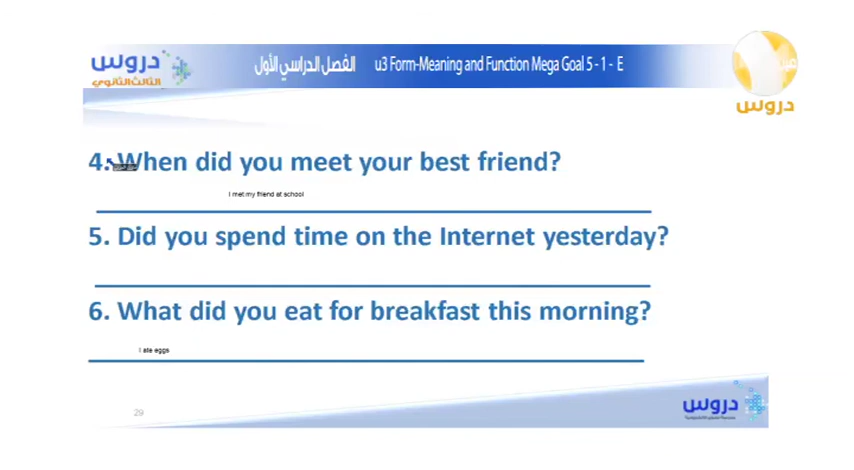 دروس
الثالث الثانوي
الفصل الدراسي الأول
u3 Form-Meaning and Function Mega Goal 5 - 1 - E
دروس
4. When did you meet your best friend?
I met my friend at school
5. Did you spend time on the Internet yesterday?
6. What did you eat for breakfast this morning?
I ate eggs
29
دروس